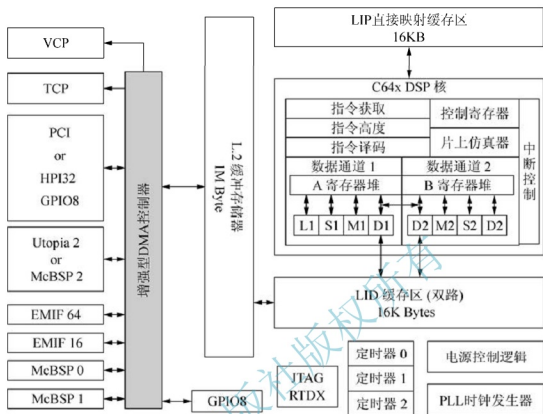 VCP
TCP
PCI
or
HPI32
GPIO8
Utopia 2
or
McBSP 2
EMIF 64
EMIF 16
McBSP 0
McBSP 1
增强型DMA控制器
L2 缓冲存储器
1M Byte
GPIO8
LIP直接映射缓存区
16KB
C64x DSP 核
指令获取
指令高度
指令译码
控制寄存器
片上仿真器
中断控制
数据通道 1
数据通道 2
A 寄存器堆
B 寄存器堆
L1 S1 M1 D1
D2 M2 S2 D2
LID 缓存区 (双路)
16K Bytes
JTAG
RTDX
定时器 0
定时器 1
定时器 2
电源控制逻辑
PLL时钟发生器
版社版权所有